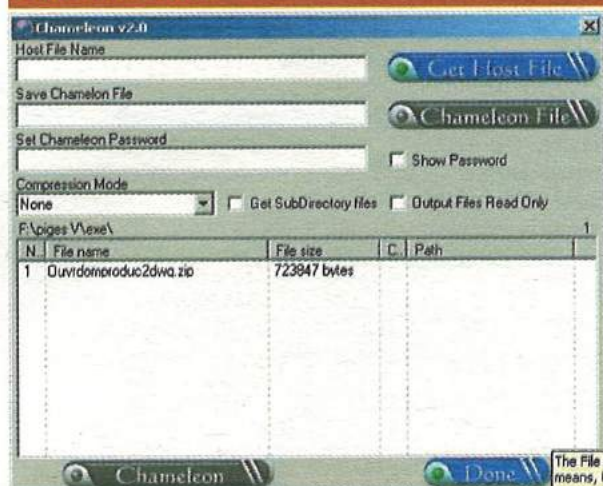 Chameleon v2.0
Host File Name
Get Host File
Save Chamelon File
Chameleon File
Set Chameleon Password
Show Password
Compression Mode
None
Get SubDirectory files
Output Files Read Only
F:\piges V\exe\
1
N. File name File size C. Path
1 Ouvrdomproduc2dwg.zip 723847 bytes
Chameleon
Done
The File
means,